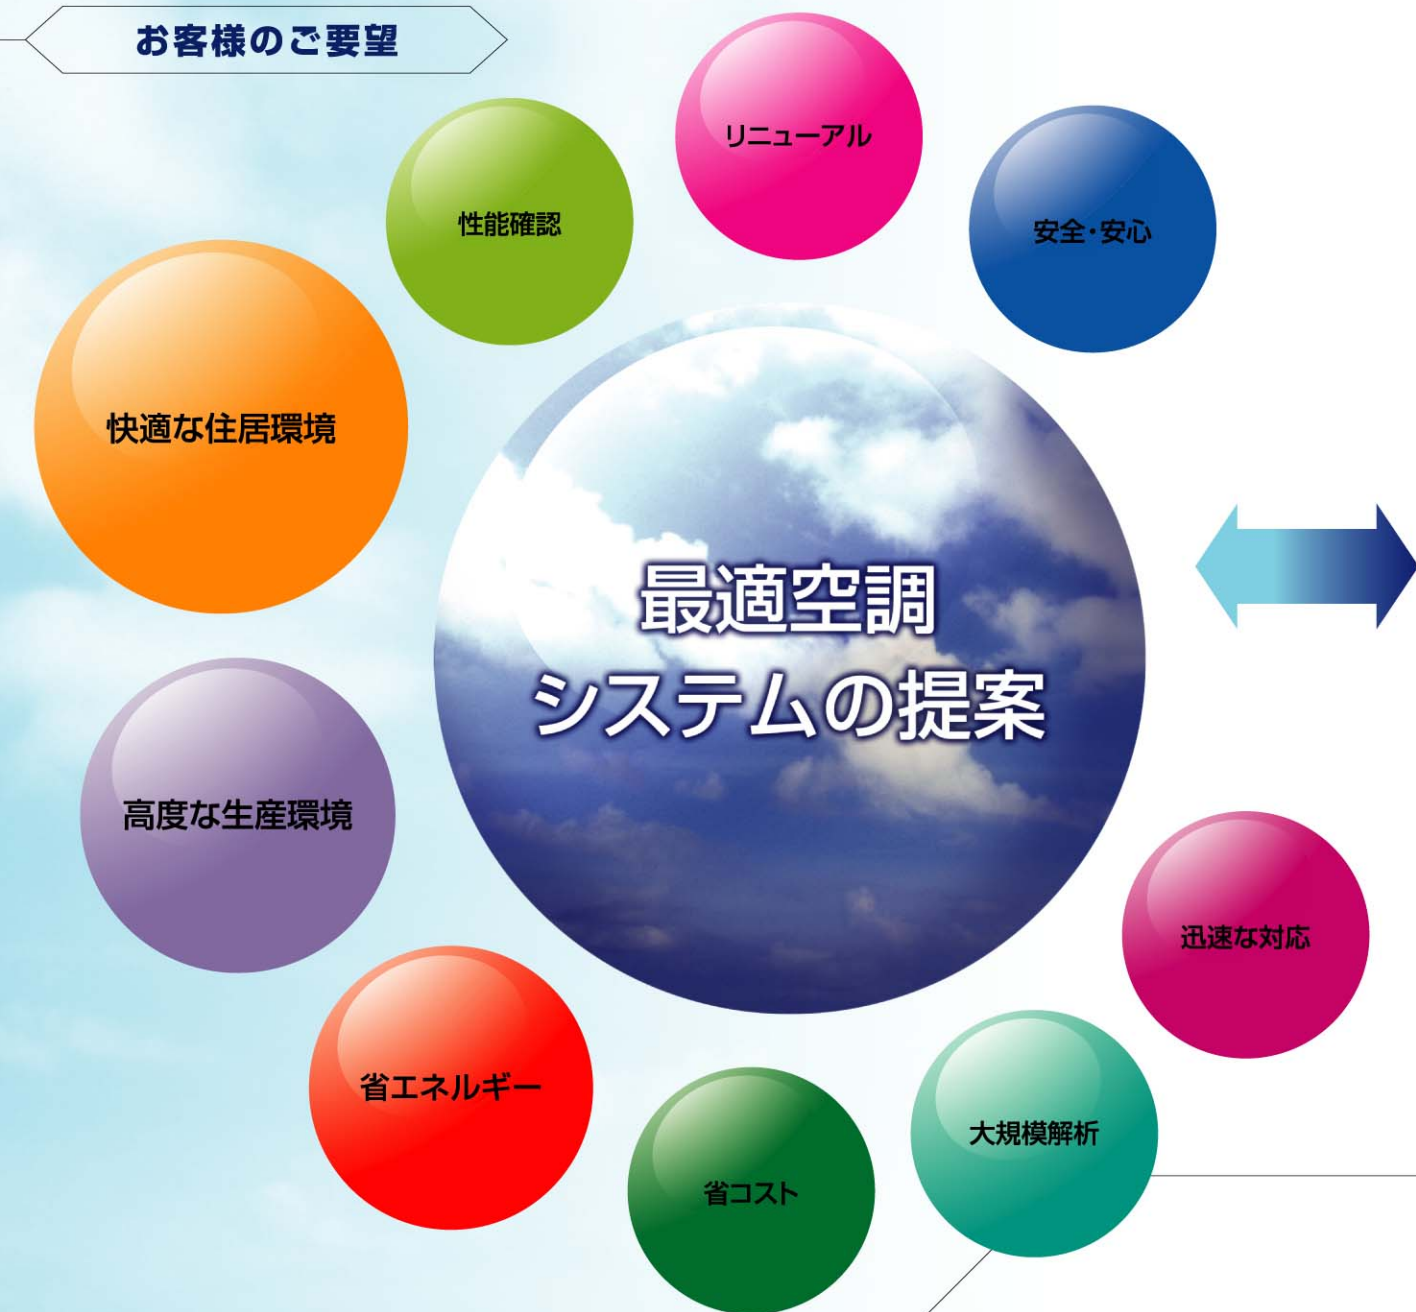 お客様のご要望
リニューアル
性能確認
安全・安心
快適な住居環境
最適空調
システムの提案
高度な生産環境
迅速な対応
省エネルギー
大規模解析
省コスト